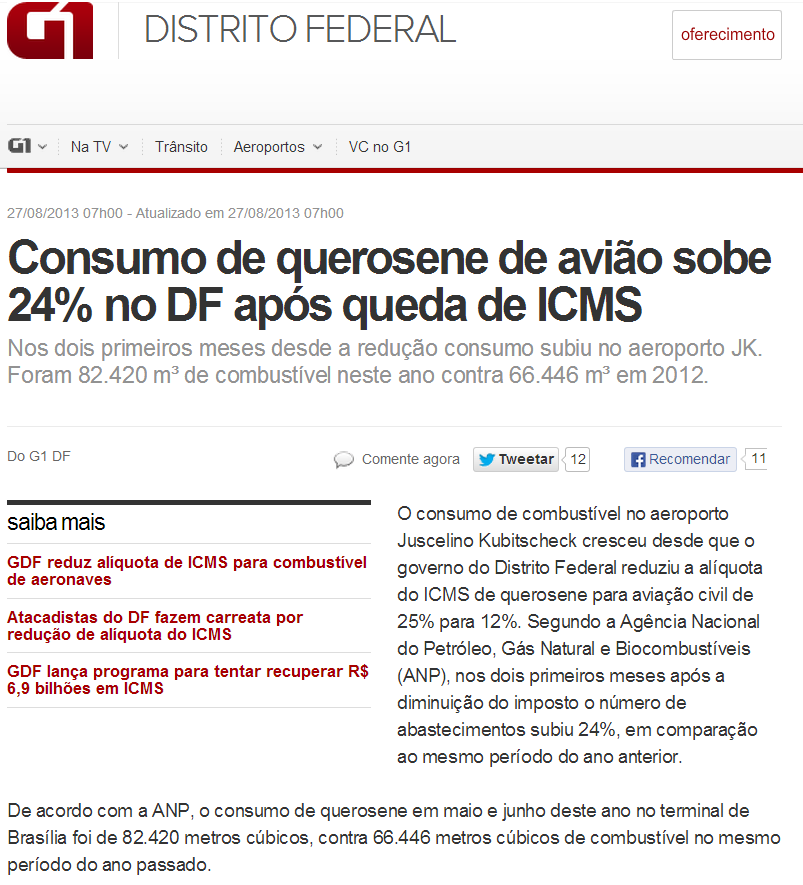 G1
DISTRITO FEDERAL
oferecimento
G1
Na TV
Trânsito
Aeroportos
VC no G1
27/08/2013 07h00 - Atualizado em 27/08/2013 07h00
Consumo de querosene de avião sobe
24% no DF após queda de ICMS
Nos dois primeiros meses desde a redução consumo subiu no aeroporto JK.
Foram 82.420 m³ de combustível neste ano contra 66.446 m³ em 2012.
Do G1 DF
Comente agora
Tweetar
12
Recomendar
11
saiba mais
GDF reduz alíquota de ICMS para combustível
de aeronaves
Atacadistas do DF fazem carreata por
redução de alíquota do ICMS
GDF lança programa para tentar recuperar R$
6,9 bilhões em ICMS
O consumo de combustível no aeroporto
Juscelino Kubitscheck cresceu desde que o
governo do Distrito Federal reduziu a alíquota
do ICMS de querosene para aviação civil de
25% para 12%. Segundo a Agência Nacional
do Petróleo, Gás Natural e Biocombustíveis
(ANP), nos dois primeiros meses após a
diminuição do imposto o número de
abastecimentos subiu 24%, em comparação
ao mesmo período do ano anterior.
De acordo com a ANP, o consumo de querosene em maio e junho deste ano no terminal de
Brasília foi de 82.420 metros cúbicos, contra 66.446 metros cúbicos de combustível no mesmo
período do ano passado.